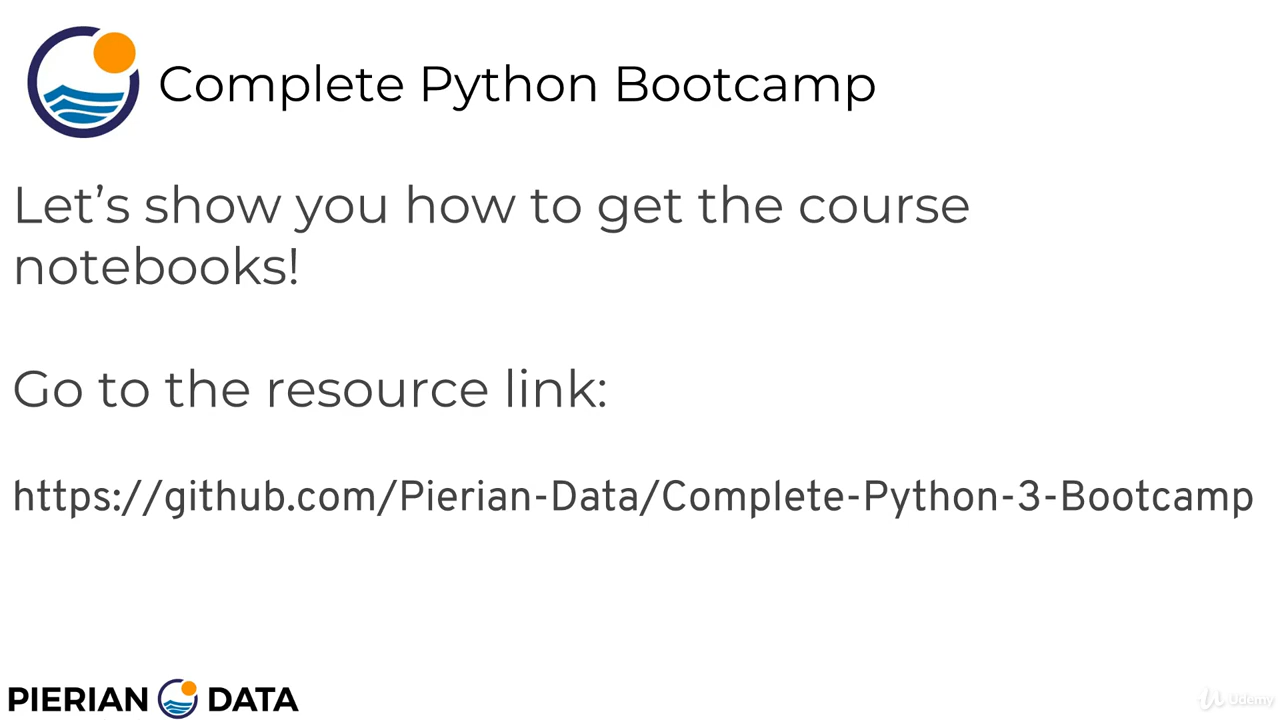 Complete Python Bootcamp
Let’s show you how to get the course
notebooks!
Go to the resource link:
https://github.com/Pierian-Data/Complete-Python-3-Bootcamp
PIERIAN DATA
Udemy